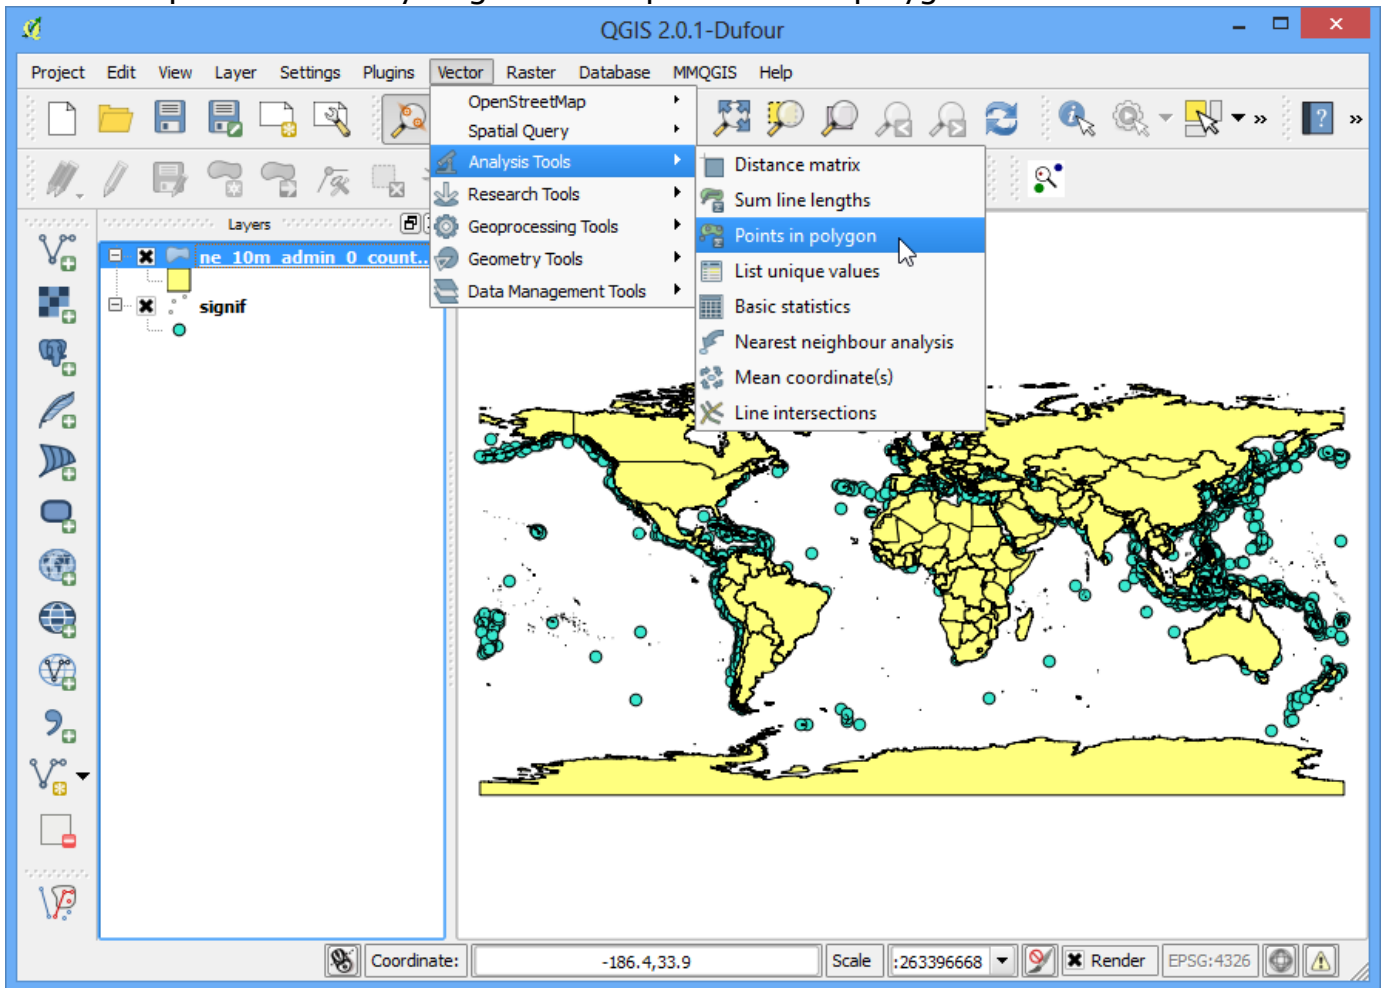 QGIS 2.0.1-Dufour
Project Edit View Layer Settings Plugins Vector Raster Database MMQGIS Help
OpenStreetMap
Spatial Query
Analysis Tools
Research Tools
Geoprocessing Tools
Geometry Tools
Data Management Tools
Distance matrix
Sum line lengths
Points in polygon
List unique values
Basic statistics
Nearest neighbour analysis
Mean coordinate(s)
Line intersections
Layers
ne_10m_admin_0_count...
signif
Coordinate: -186.4,33.9 Scale :263396668 Render EPSG:4326